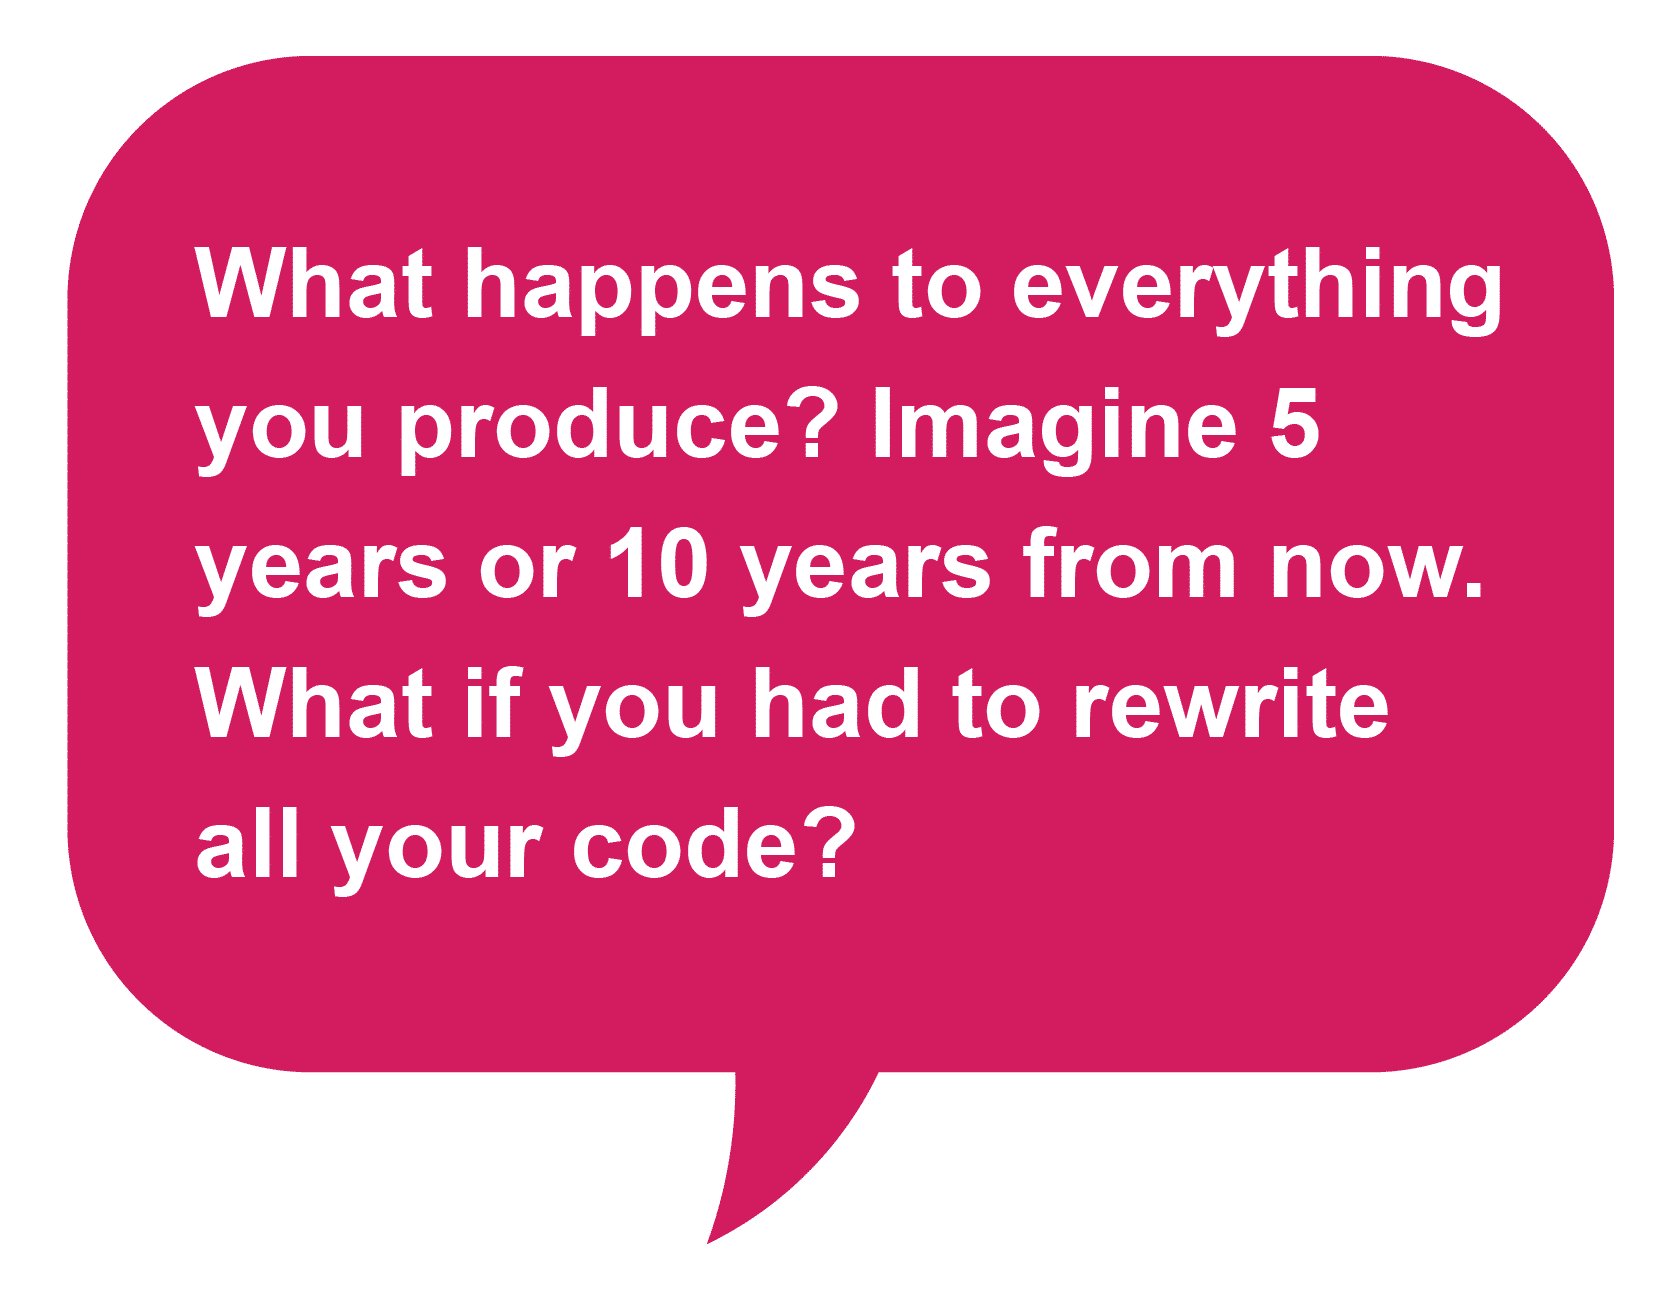 What happens to everything
you produce? Imagine 5
years or 10 years from now.
What if you had to rewrite
all your code?